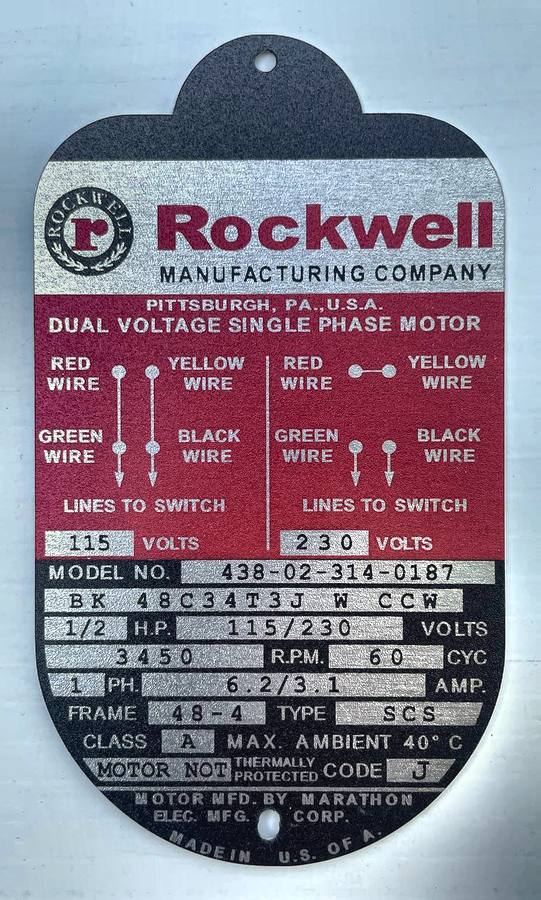 ROCKWELL
r
Rockwell
MANUFACTURING COMPANY
PITTSBURGH, PA.,U.S.A.
DUAL VOLTAGE SINGLE PHASE MOTOR
RED WIRE YELLOW WIRE
GREEN WIRE BLACK WIRE
LINES TO SWITCH
115 VOLTS
RED WIRE YELLOW WIRE
GREEN WIRE BLACK WIRE
LINES TO SWITCH
230 VOLTS
MODEL NO. 438-02-314-0187
BK 48C34T3J W CCW
1/2 H.P. 115/230 VOLTS
3450 R.P.M. 60 CYC
1 PH. 6.2/3.1 AMP.
FRAME 48-4 TYPE SCS
CLASS A MAX. AMBIENT 40° C
MOTOR NOT THERMALLY PROTECTED CODE J
MOTOR MFD. BY MARATHON
ELEC. MFG. CORP.
MADE IN U.S. OF A.